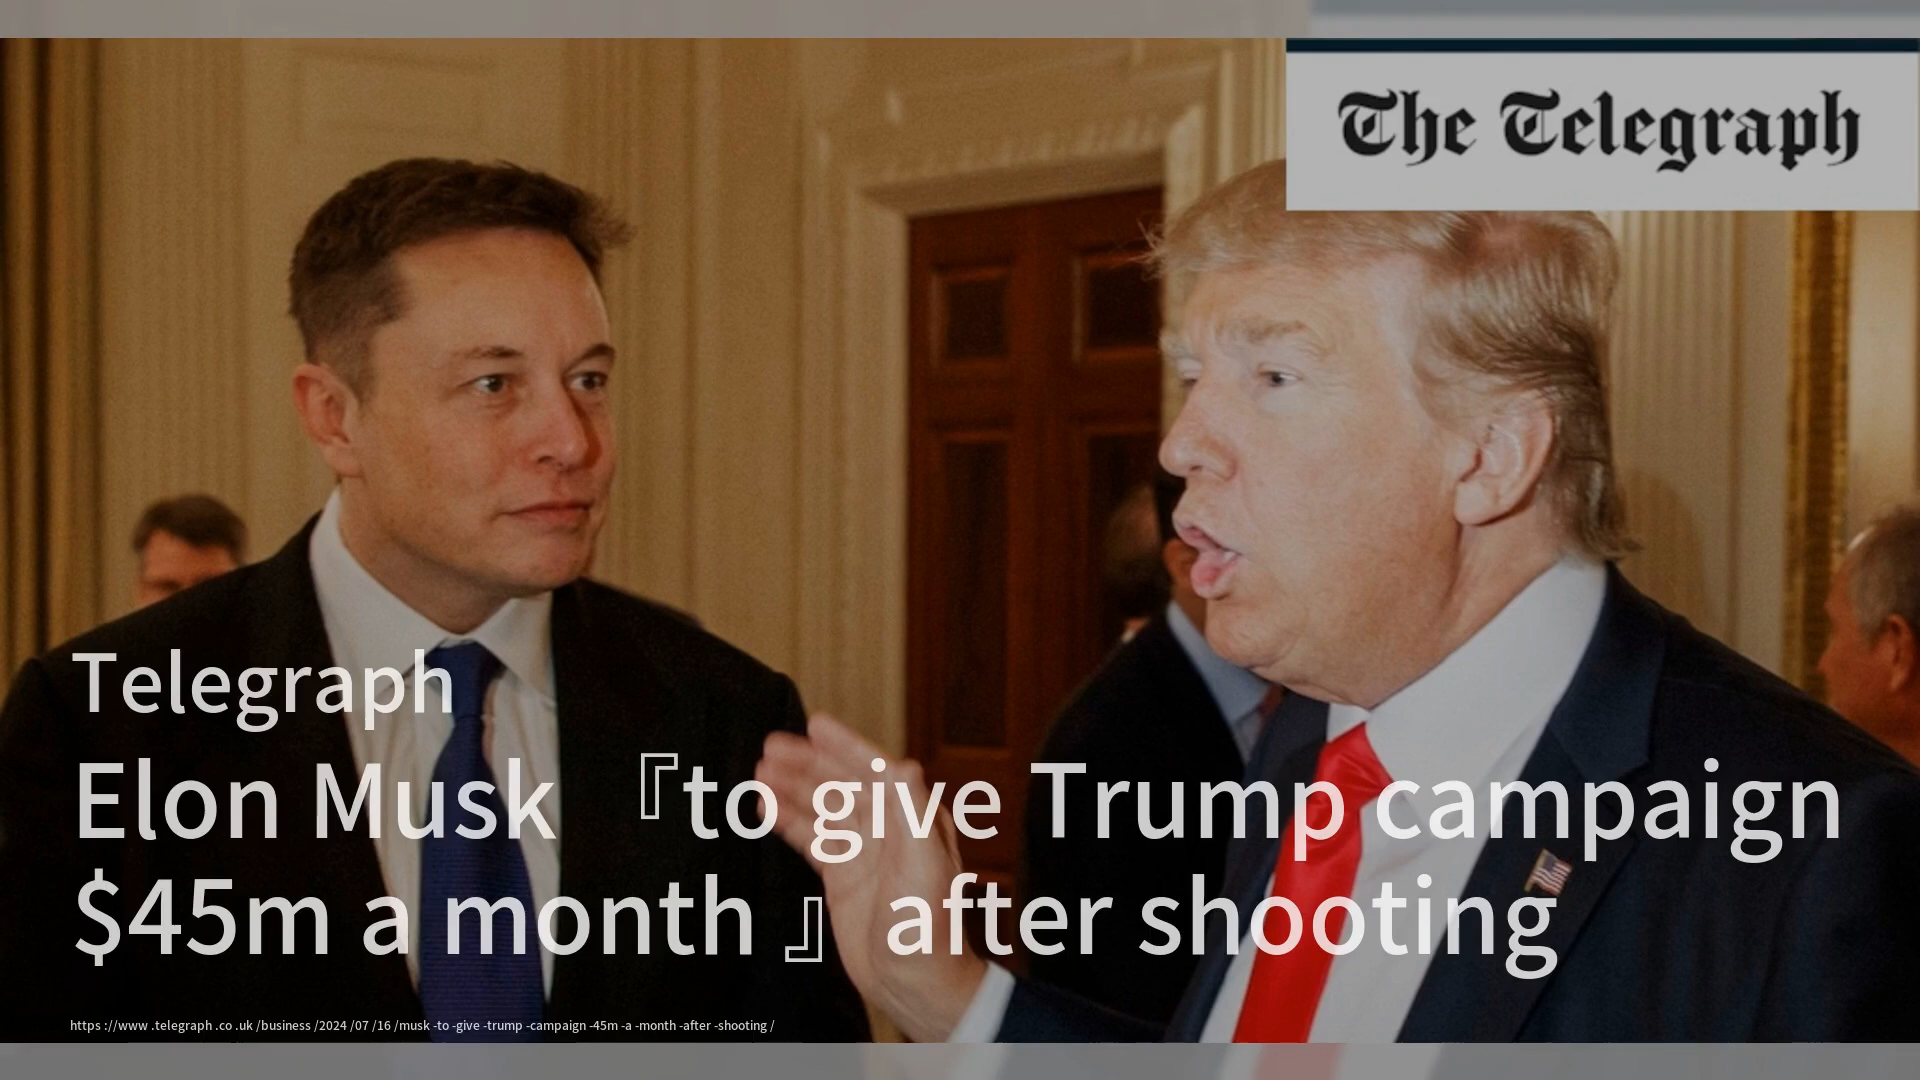 The Telegraph
Telegraph
Elon Musk 『to give Trump campaign
$45m a month 』 after shooting
https ://www .telegraph .co .uk /business /2024 /07 /16 /musk -to -give -trump -campaign -45m -a -month -after -shooting /